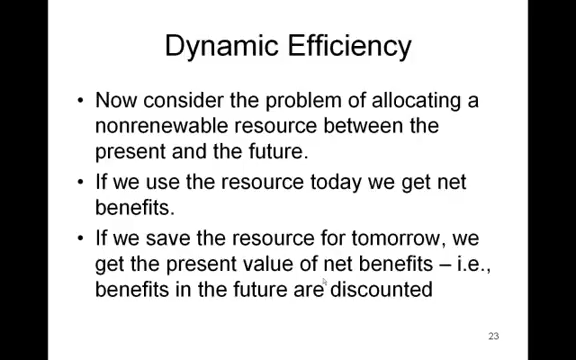 Dynamic Efficiency
• Now consider the problem of allocating a
nonrenewable resource between the
present and the future.
• If we use the resource today we get net
benefits.
• If we save the resource for tomorrow, we
get the present value of net benefits – i.e.,
benefits in the future are discounted
23